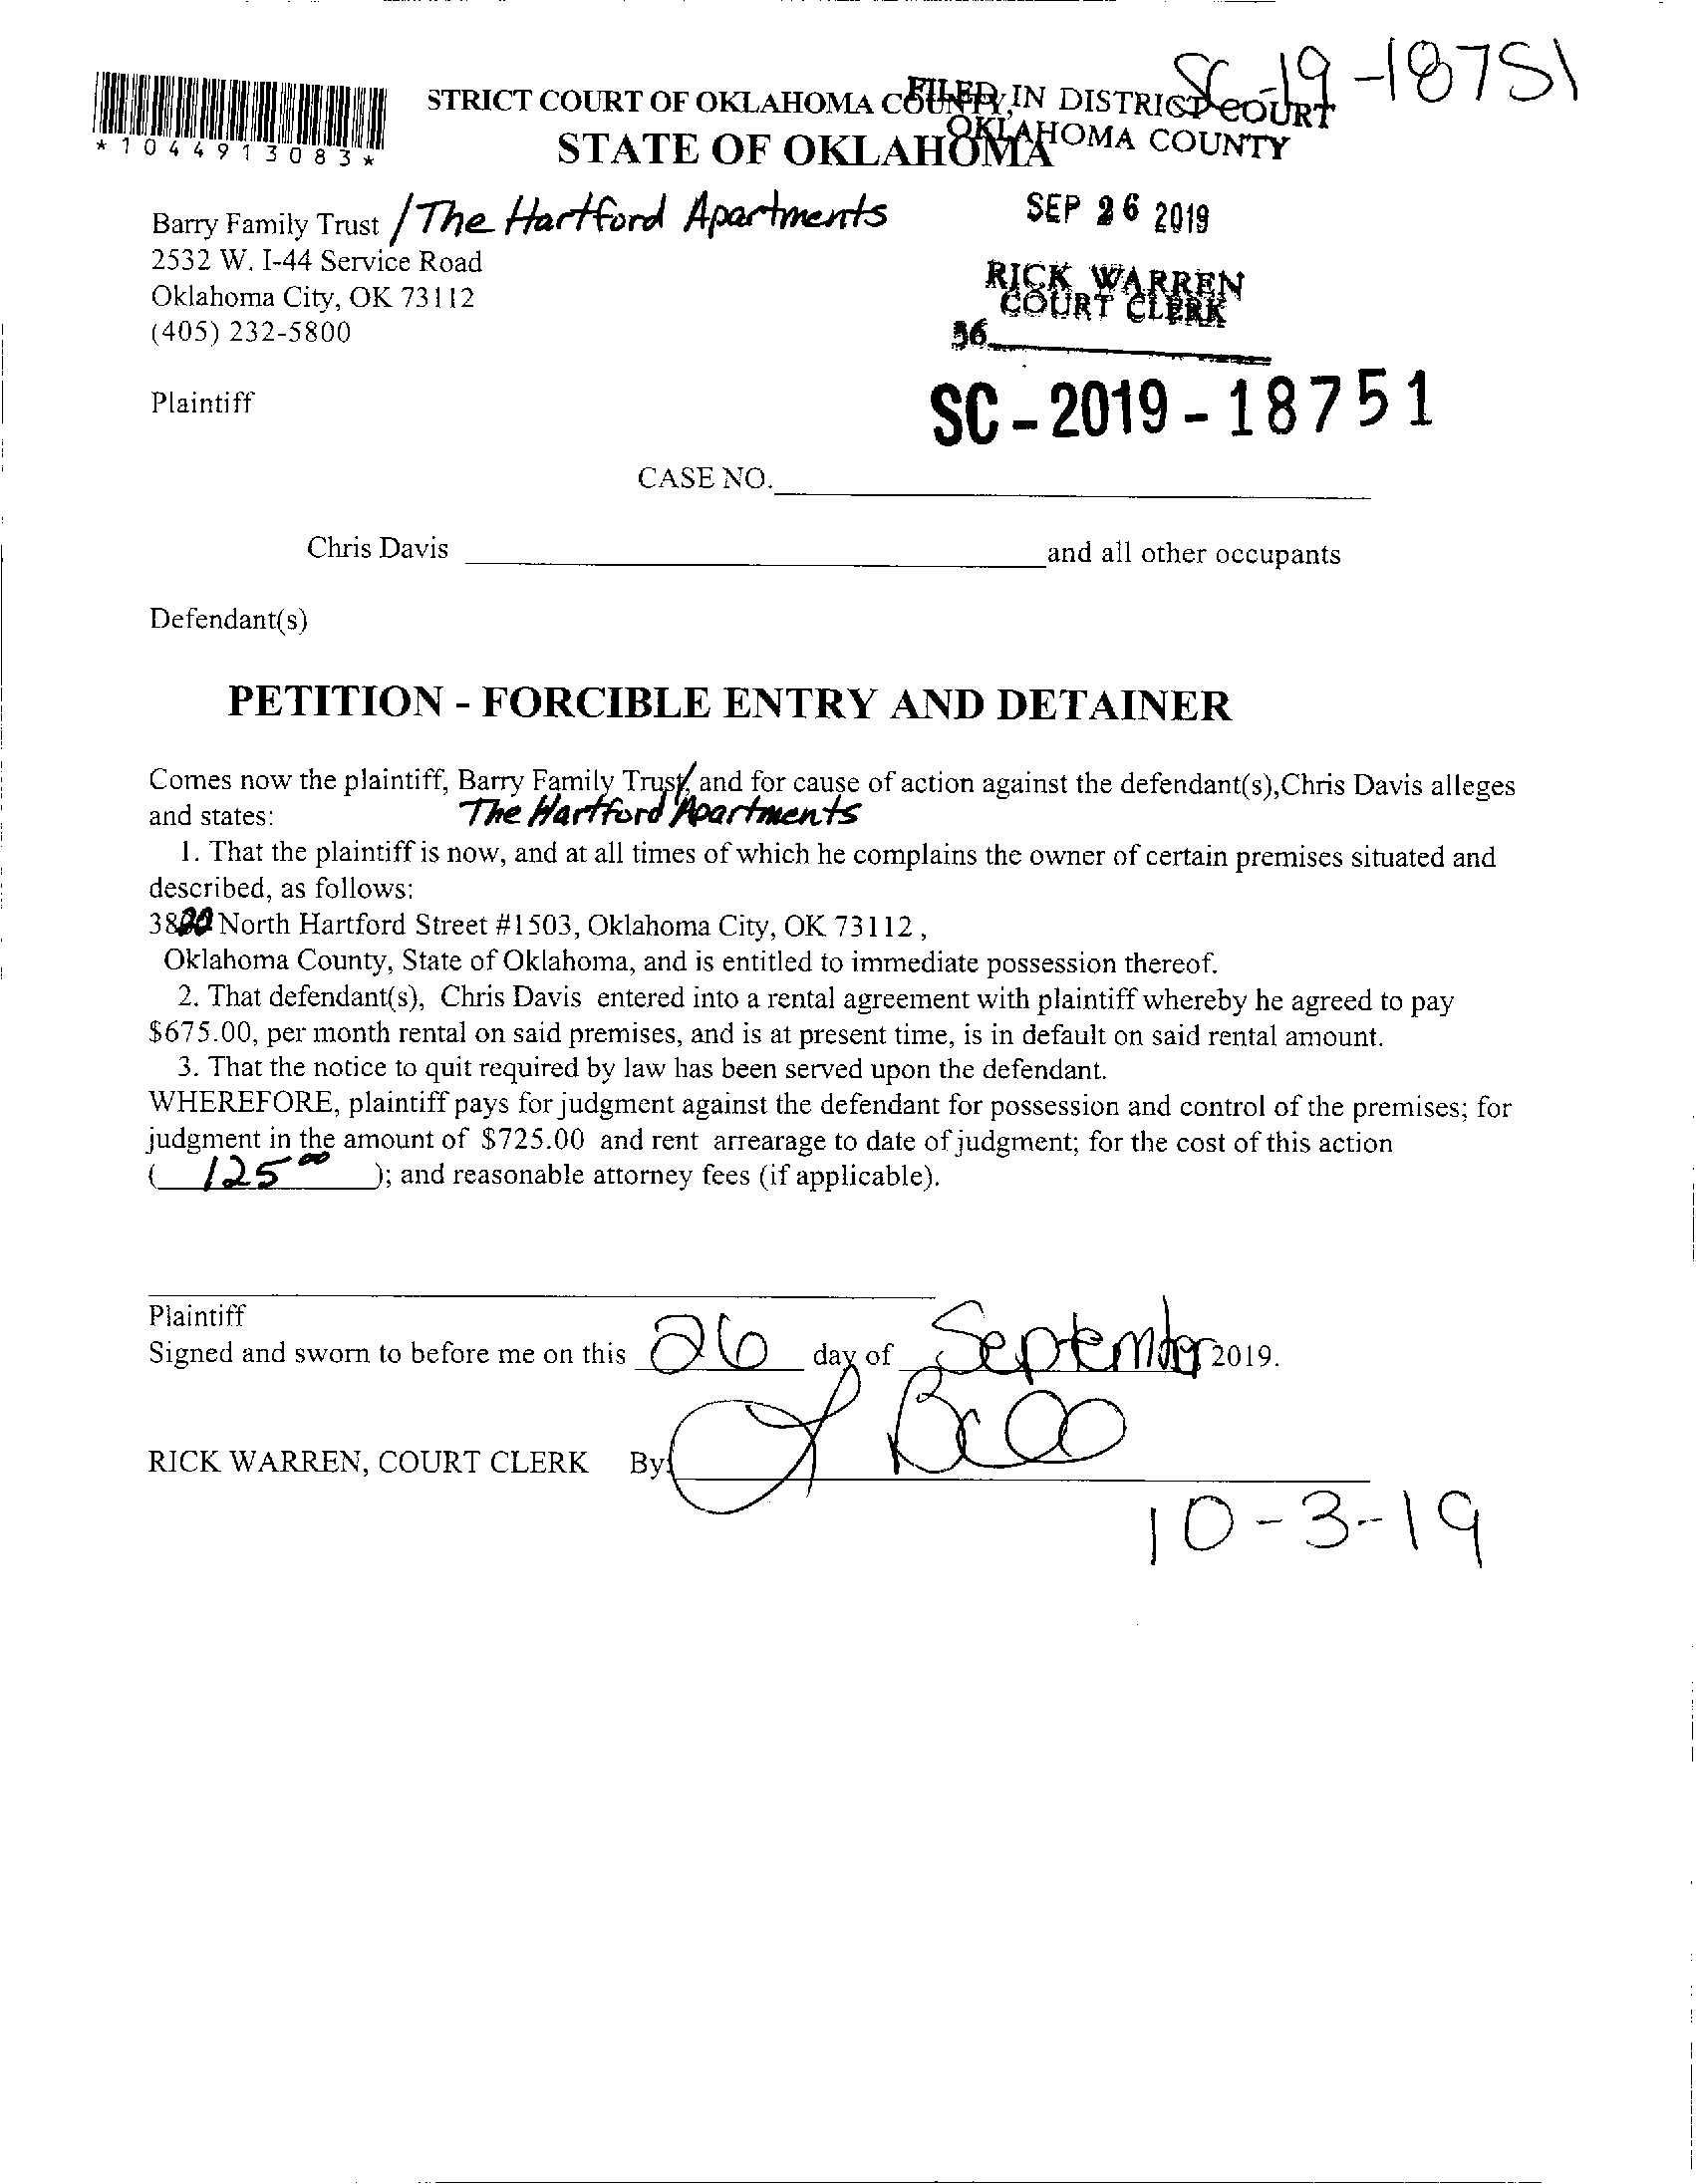 SC-19-18751
STRICT COURT OF OKLAHOMA COUNTY,
FILED IN DISTRICT COURT
STATE OF OKLAHOMA
OKLAHOMA COUNTY
*1044913083*
Barry Family Trust / The Hartford Apartments
SEP 26 2019
2532 W. I-44 Service Road
Oklahoma City, OK 73112
RICK WARREN
COURT CLERK
(405) 232-5800
36
Plaintiff
SC-2019-18751
CASE NO.
Chris Davis and all other occupants
Defendant(s)
PETITION - FORCIBLE ENTRY AND DETAINER
Comes now the plaintiff, Barry Family Trust/, and for cause of action against the defendant(s),Chris Davis alleges
and states: The Hartford Apartments
1. That the plaintiff is now, and at all times of which he complains the owner of certain premises situated and
described, as follows:
3800 North Hartford Street #1503, Oklahoma City, OK 73112 ,
Oklahoma County, State of Oklahoma, and is entitled to immediate possession thereof.
2. That defendant(s), Chris Davis entered into a rental agreement with plaintiff whereby he agreed to pay
$675.00, per month rental on said premises, and is at present time, is in default on said rental amount.
3. That the notice to quit required by law has been served upon the defendant.
WHEREFORE, plaintiff pays for judgment against the defendant for possession and control of the premises; for
judgment in the amount of $725.00 and rent arrearage to date of judgment; for the cost of this action
( 125 00 ); and reasonable attorney fees (if applicable).
Plaintiff
Signed and sworn to before me on this 26 day of September 2019.
RICK WARREN, COURT CLERK By:
10-3-19